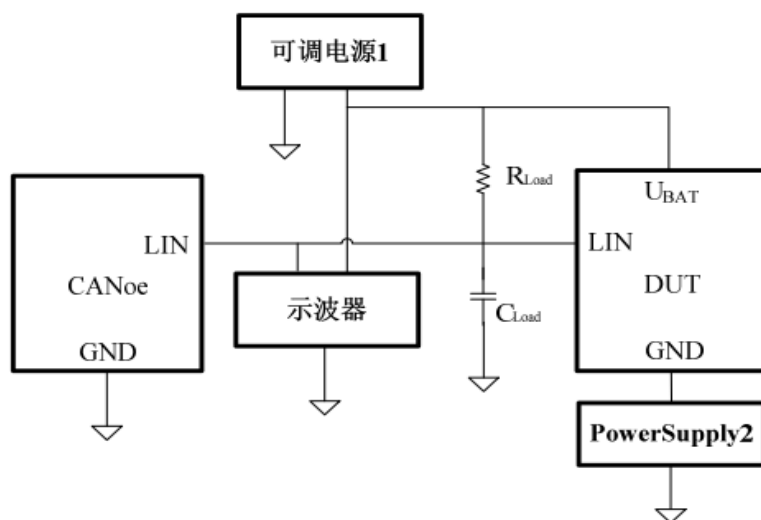 可调电源1
RLoad
UBAT
LIN
LIN
CANoe
示波器
CLoad
DUT
GND
GND
PowerSupply2